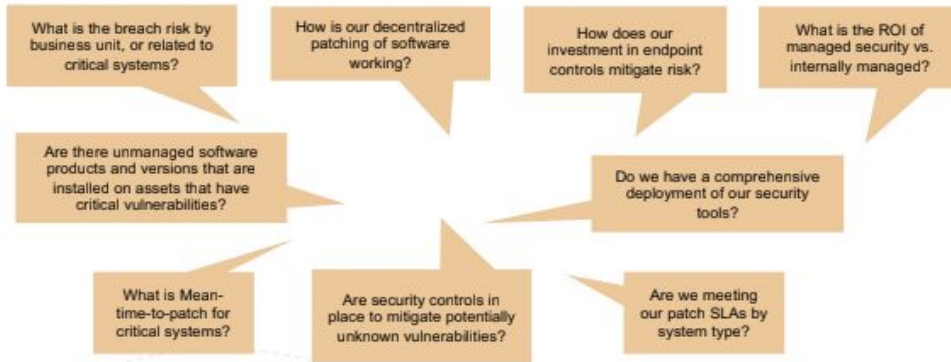 What is the breach risk by
business unit, or related to
critical systems?
How is our decentralized
patching of software
working?
How does our
investment in endpoint
controls mitigate risk?
What is the ROI of
managed security vs.
internally managed?
Are there unmanaged software
products and versions that are
installed on assets that have
critical vulnerabilities?
Do we have a comprehensive
deployment of our security
tools?
What is Mean-
time-to-patch for
critical systems?
Are security controls in
place to mitigate potentially
unknown vulnerabilities?
Are we meeting
our patch SLAs by
system type?